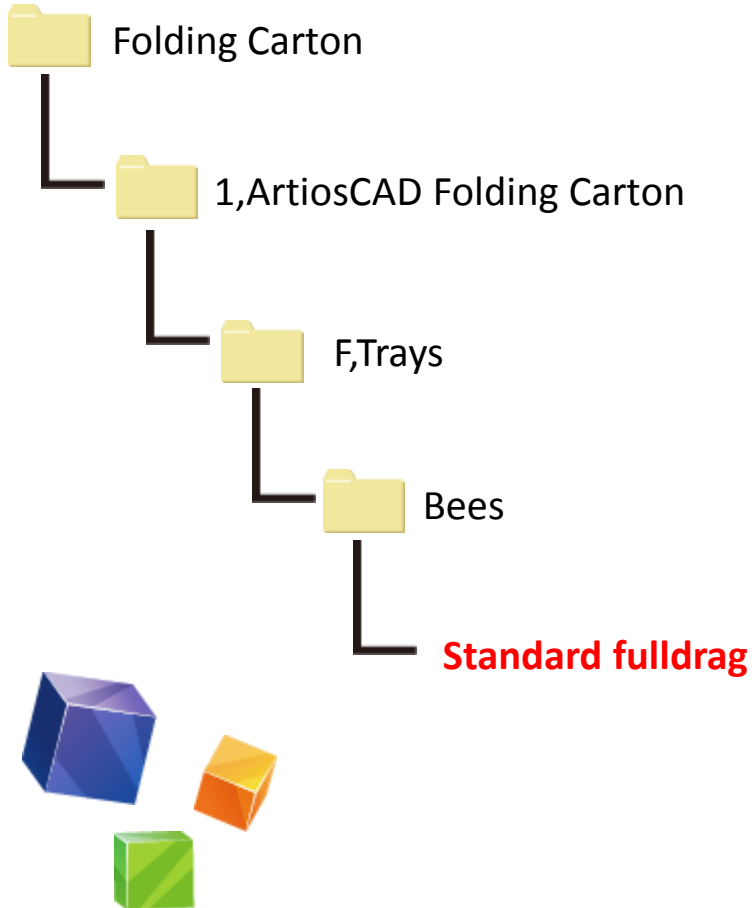 Folding Carton
1,ArtiosCAD Folding Carton
F,Trays
Bees
Standard fulldrag